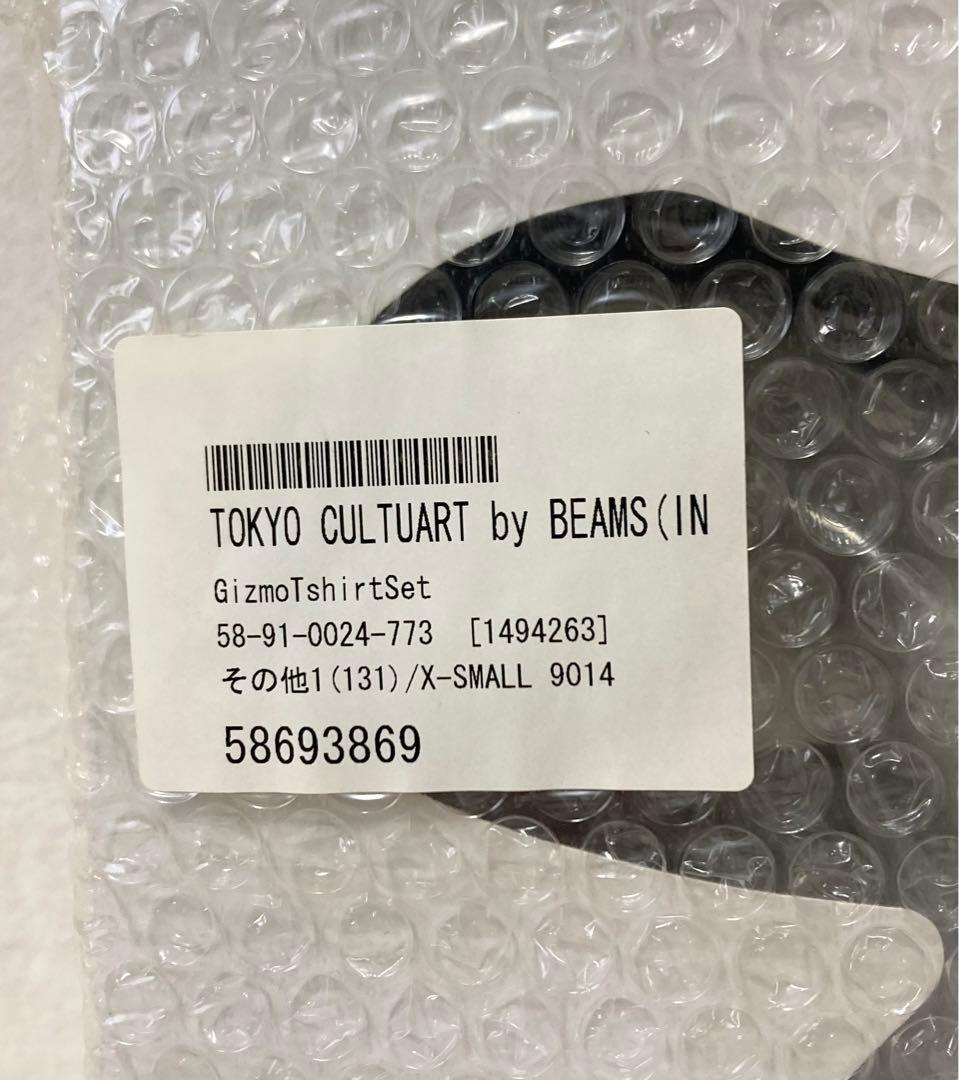 TOKYO CULTUART by BEAMS(IN
GizmoTshirtSet
58-91-0024-773 [1494263]
その他1(131)/X-SMALL 9014
58693869